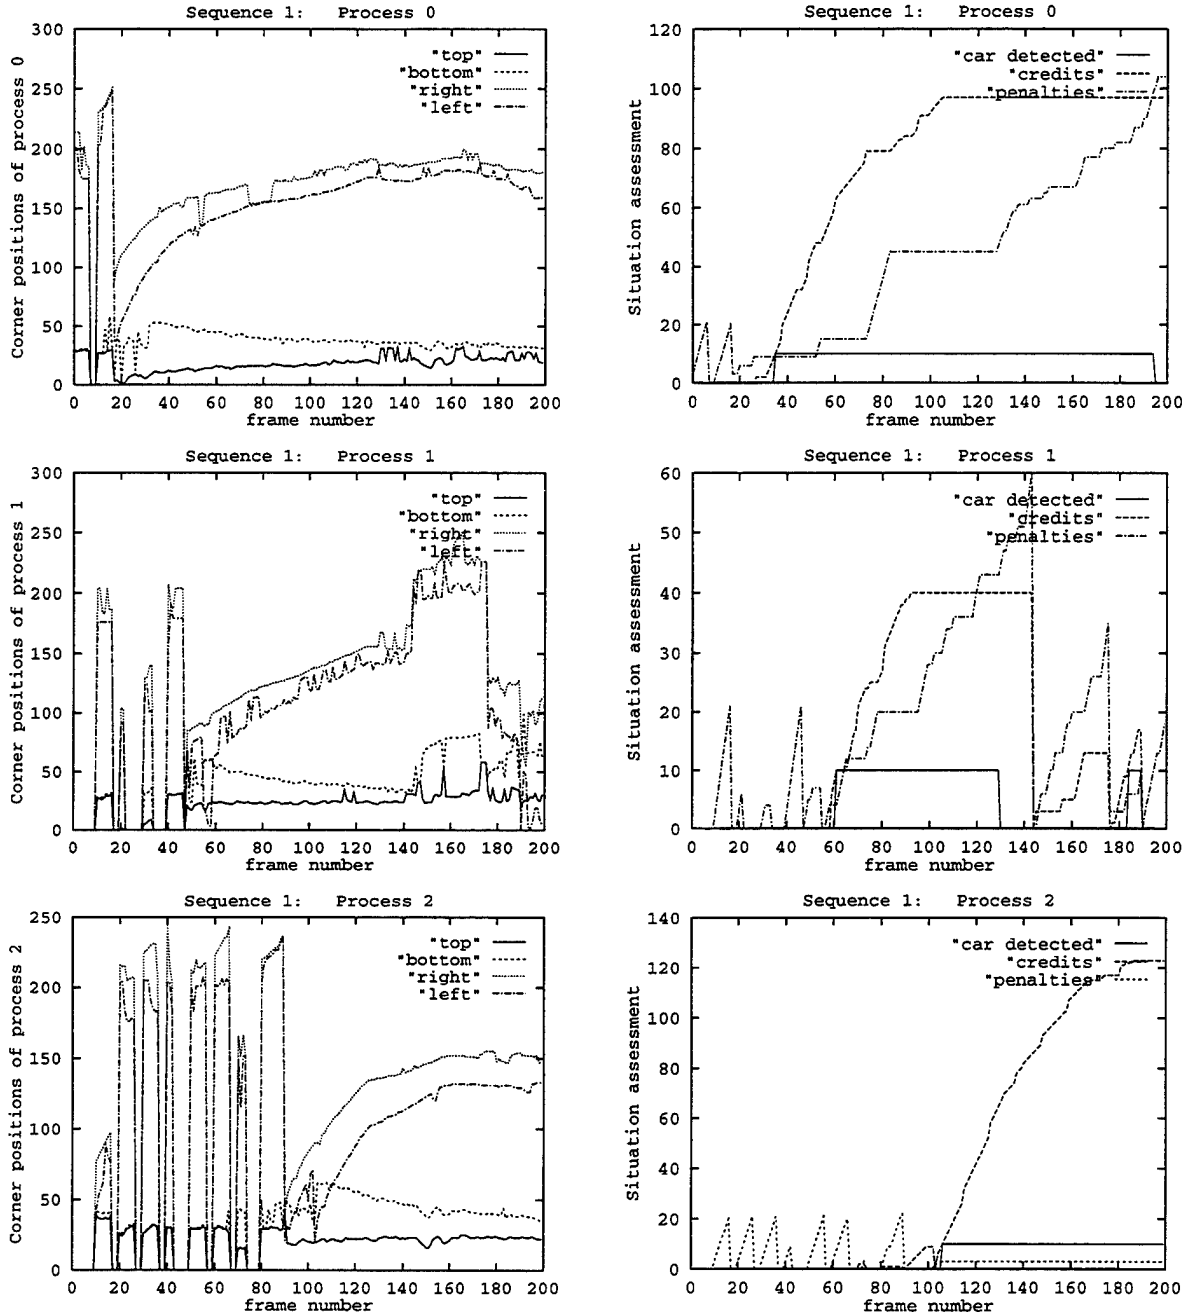 Sequence 1: Process 0
Corner positions of process 0
300
250
200
150
100
50
0
"top"
"bottom"
"right"
"left"
0 20 40 60 80 100 120 140 160 180 200
frame number
Sequence 1: Process 0
Situation assessment
120
100
80
60
40
20
0
"car detected"
"credits"
"penalties"
0 20 40 60 80 100 120 140 160 180 200
frame number
Sequence 1: Process 1
Corner positions of process 1
300
250
200
150
100
50
0
"top"
"bottom"
"right"
"left"
0 20 40 60 80 100 120 140 160 180 200
frame number
Sequence 1: Process 1
Situation assessment
60
50
40
30
20
10
0
"car detected"
"credits"
"penalties"
0 20 40 60 80 100 120 140 160 180 200
frame number
Sequence 1: Process 2
Corner positions of process 2
250
200
150
100
50
0
"top"
"bottom"
"right"
"left"
0 20 40 60 80 100 120 140 160 180 200
frame number
Sequence 1: Process 2
Situation assessment
140
120
100
80
60
40
20
0
"car detected"
"credits"
"penalties"
0 20 40 60 80 100 120 140 160 180 200
frame number